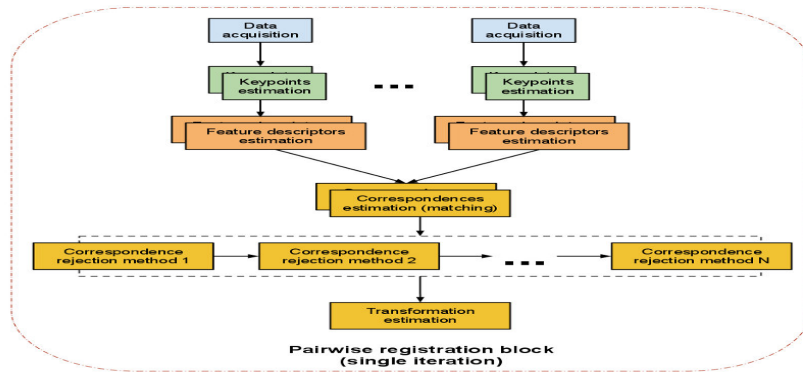 Data
acquisition
Data
acquisition
Keypoints
estimation
Keypoints
estimation
Feature descriptors
estimation
Feature descriptors
estimation
Correspondences
estimation (matching)
Correspondence
rejection method 1
Correspondence
rejection method 2
Correspondence
rejection method N
Transformation
estimation
Pairwise registration block
(single iteration)